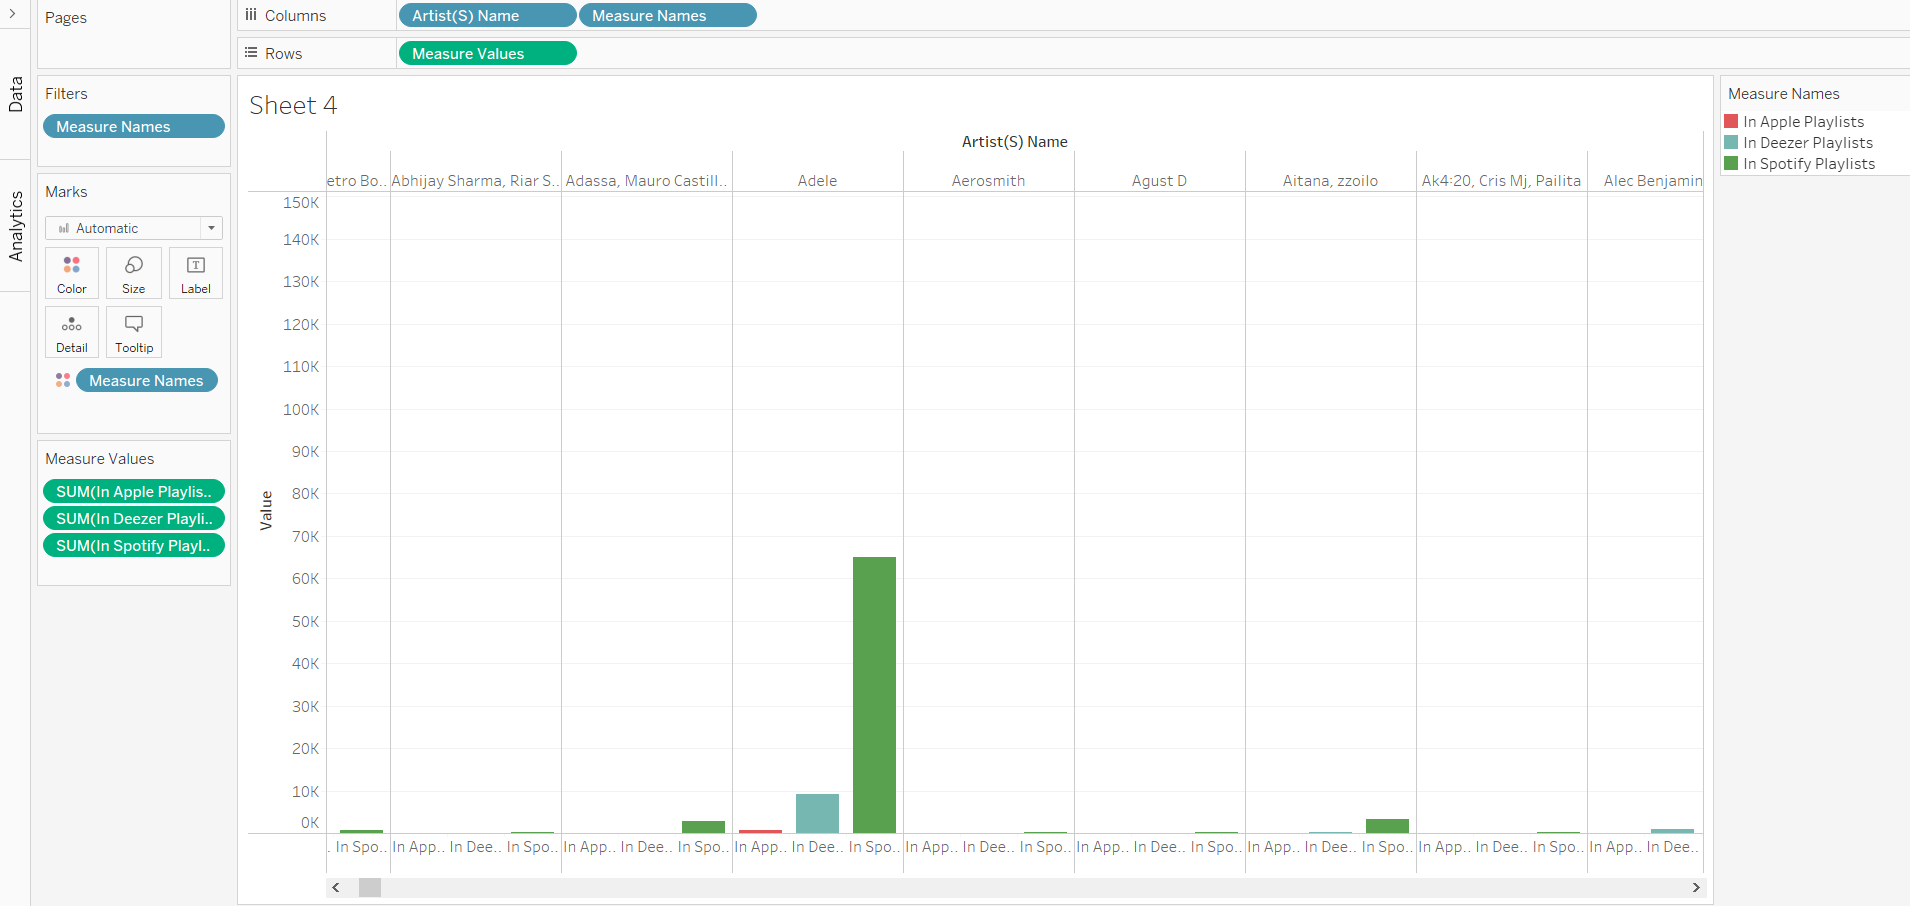 Pages
Columns
Artist(S) Name
Measure Names
Rows
Measure Values
Data
Analytics
Filters
Measure Names
Marks
Automatic
Color
Size
Label
Detail
Tooltip
Measure Names
Measure Values
SUM(In Apple Playlis..
SUM(In Deezer Playli..
SUM(In Spotify Playl..
Sheet 4
Artist(S) Name
etro Bo.. Abhijay Sharma, Riar S.. Adassa, Mauro Castill.. Adele Aerosmith Agust D Aitana, zzoilo Ak4:20, Cris Mj, Pailita Alec Benjamin
150K
140K
130K
120K
110K
100K
90K
80K
70K
60K
50K
40K
30K
20K
10K
0K
Value
. In Spo.. In App.. In Dee.. In Spo.. In App.. In Dee.. In Spo.. In App.. In Dee.. In Spo.. In App.. In Dee.. In Spo.. In App.. In Dee.. In Spo.. In App.. In Dee.. In Spo.. In App.. In Dee.. In Spo.. In App.. In Dee..
Measure Names
In Apple Playlists
In Deezer Playlists
In Spotify Playlists